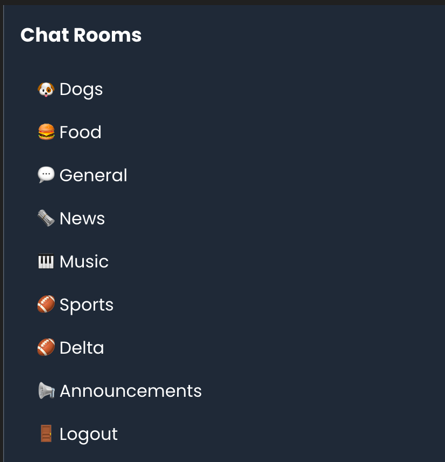 Chat Rooms
🐶 Dogs
🍔 Food
💬 General
🗞️ News
🎹 Music
🏈 Sports
🏈 Delta
📢 Announcements
🚪 Logout